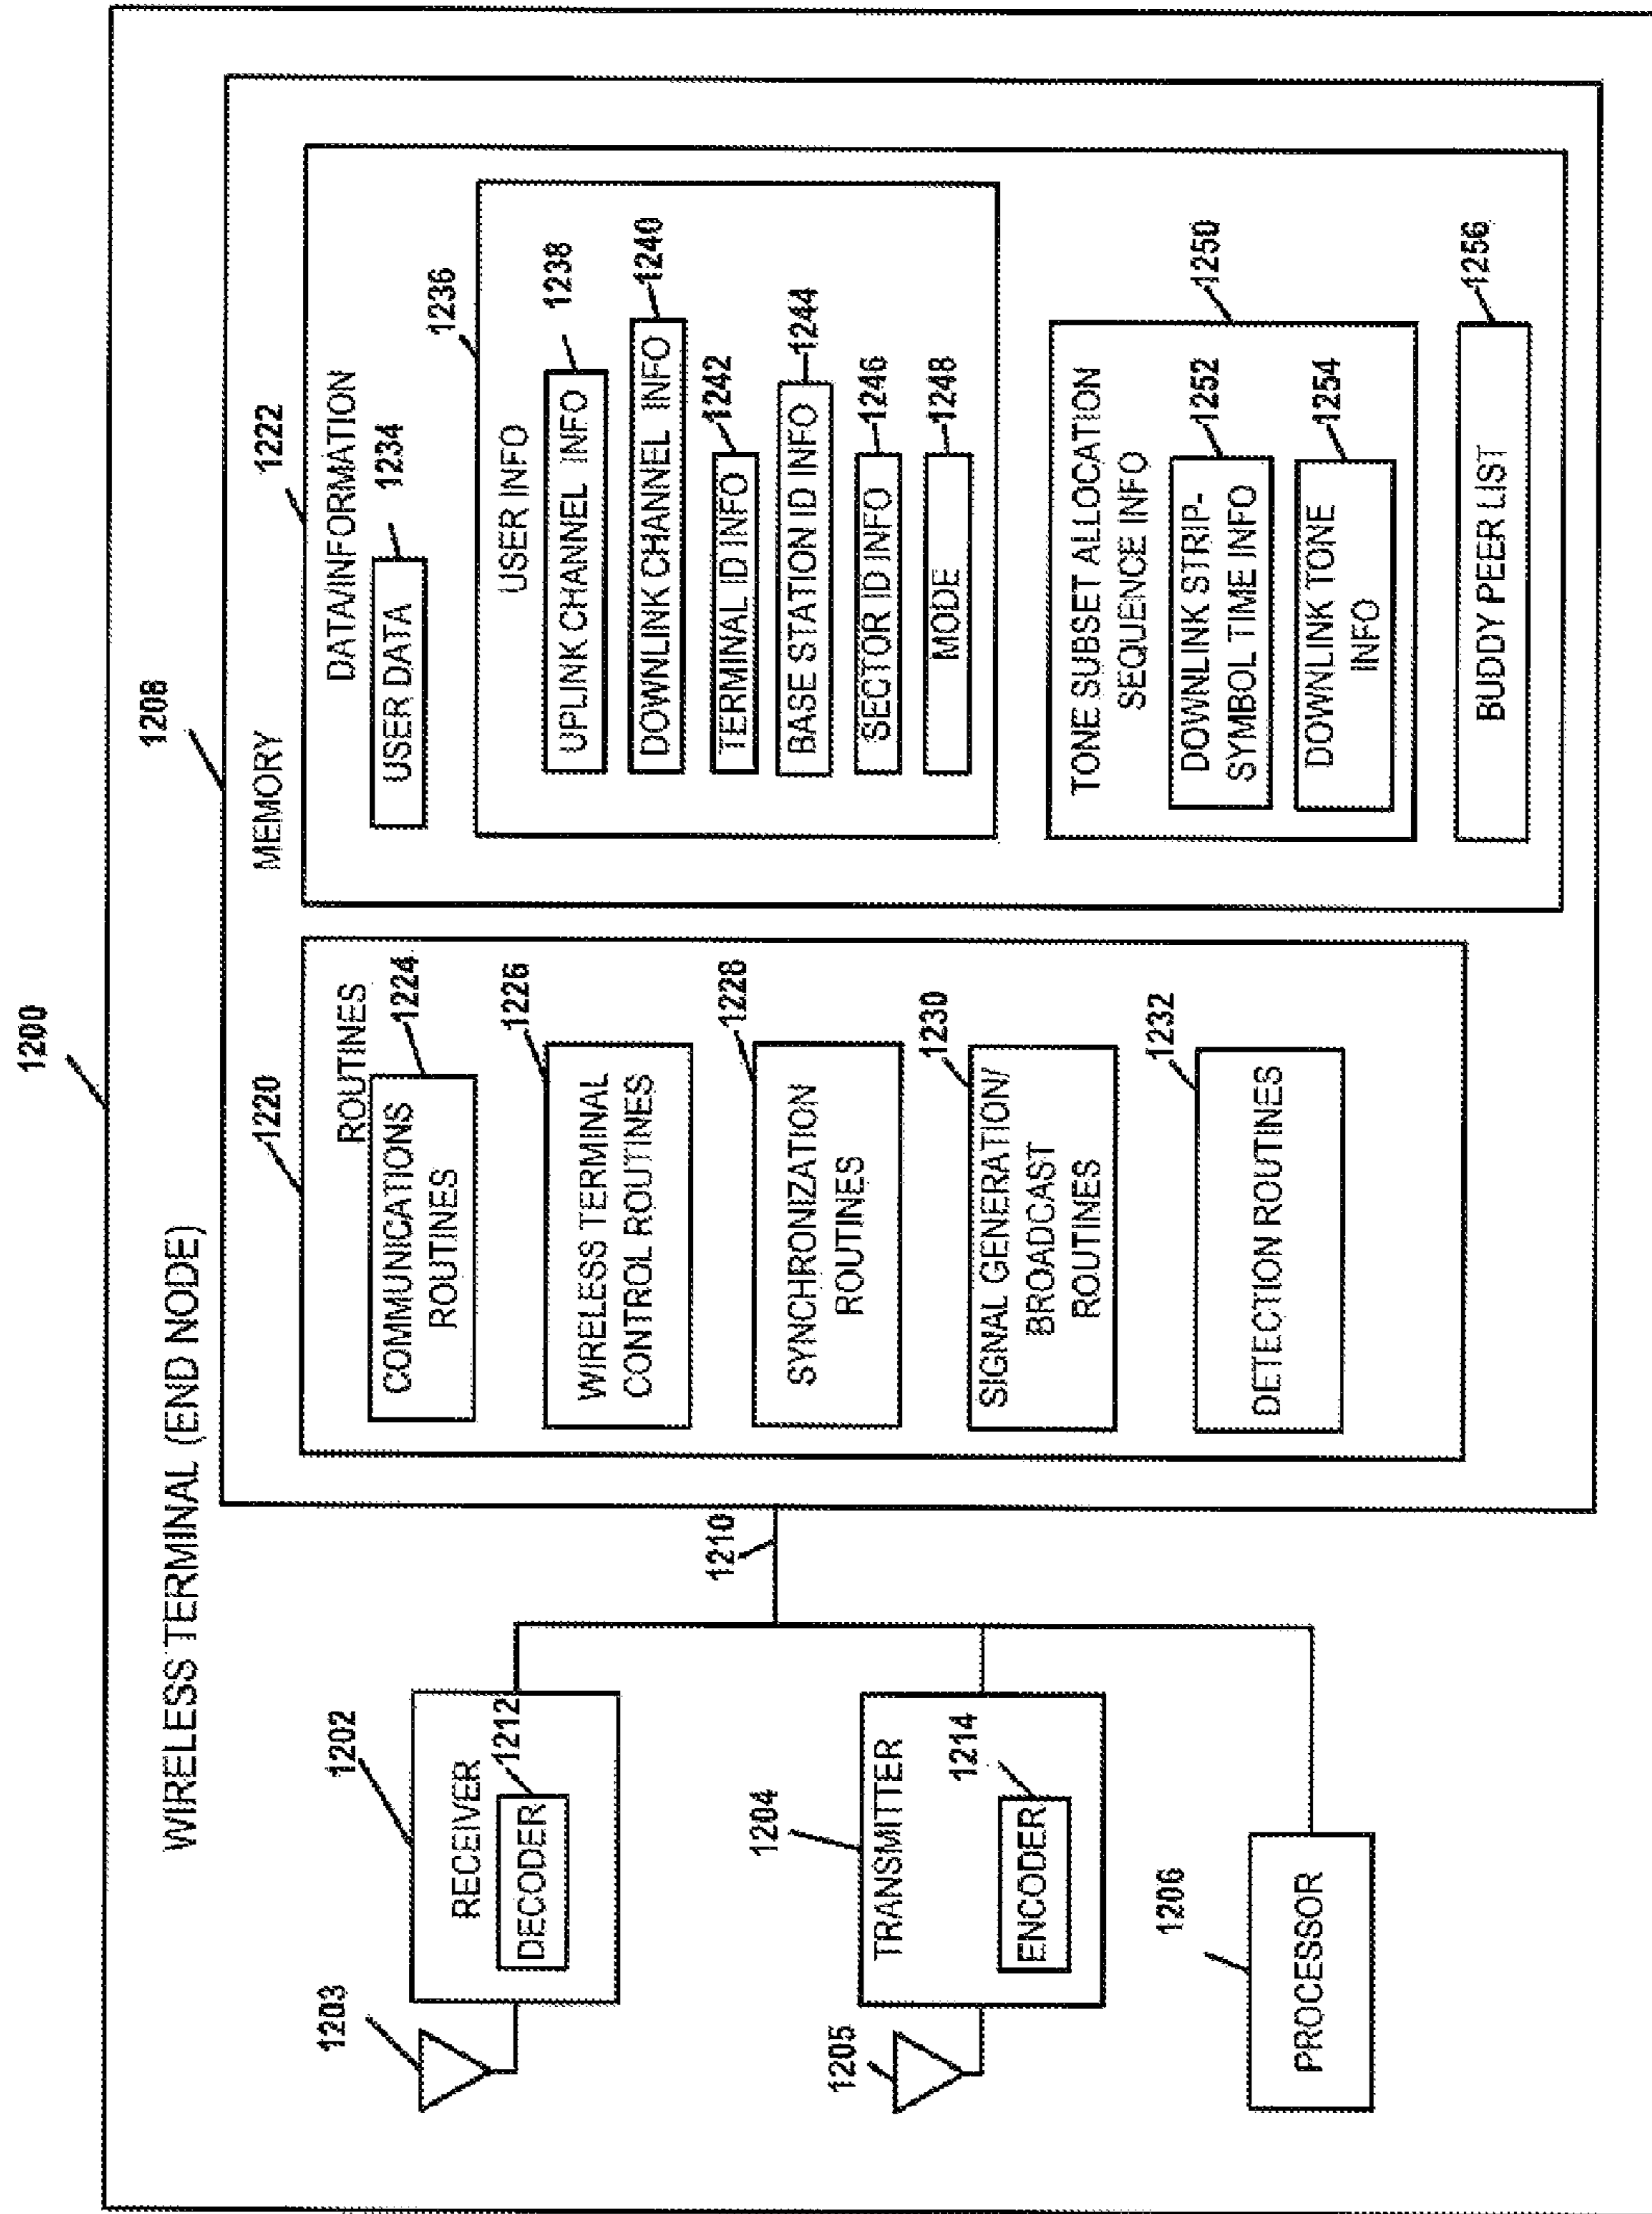 1200
WIRELESS TERMINAL (END NODE)
1203
1202
RECEIVER
1212
DECODER
1205
1204
TRANSMITTER
1214
ENCODER
1206
PROCESSOR
1210
1208
MEMORY
1220
ROUTINES
1224
COMMUNICATIONS
ROUTINES
1226
WIRELESS TERMINAL
CONTROL ROUTINES
1228
SYNCHRONIZATION
ROUTINES
1230
SIGNAL GENERATION/
BROADCAST
ROUTINES
1232
DETECTION ROUTINES
1222
DATA/INFORMATION
1234
USER DATA
1236
USER INFO
1238
UPLINK CHANNEL INFO
1240
DOWNLINK CHANNEL INFO
1242
TERMINAL ID INFO
1244
BASE STATION ID INFO
1246
SECTOR ID INFO
1248
MODE
1250
TONE SUBSET ALLOCATION
SEQUENCE INFO
1252
DOWNLINK STRIP-
SYMBOL TIME INFO
1254
DOWNLINK TONE
INFO
1256
BUDDY PEER LIST